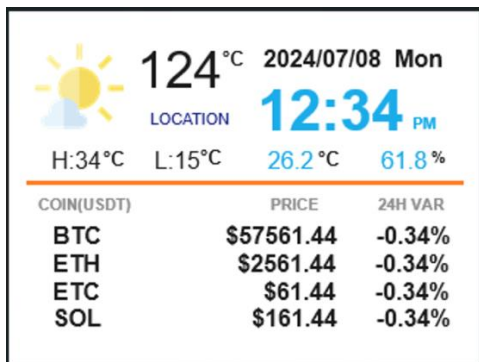 124°C 2024/07/08 Mon
LOCATION 12:34 PM
H:34°C L:15°C 26.2°C 61.8%
COIN(USDT) PRICE 24H VAR
BTC $57561.44 -0.34%
ETH $2561.44 -0.34%
ETC $61.44 -0.34%
SOL $161.44 -0.34%